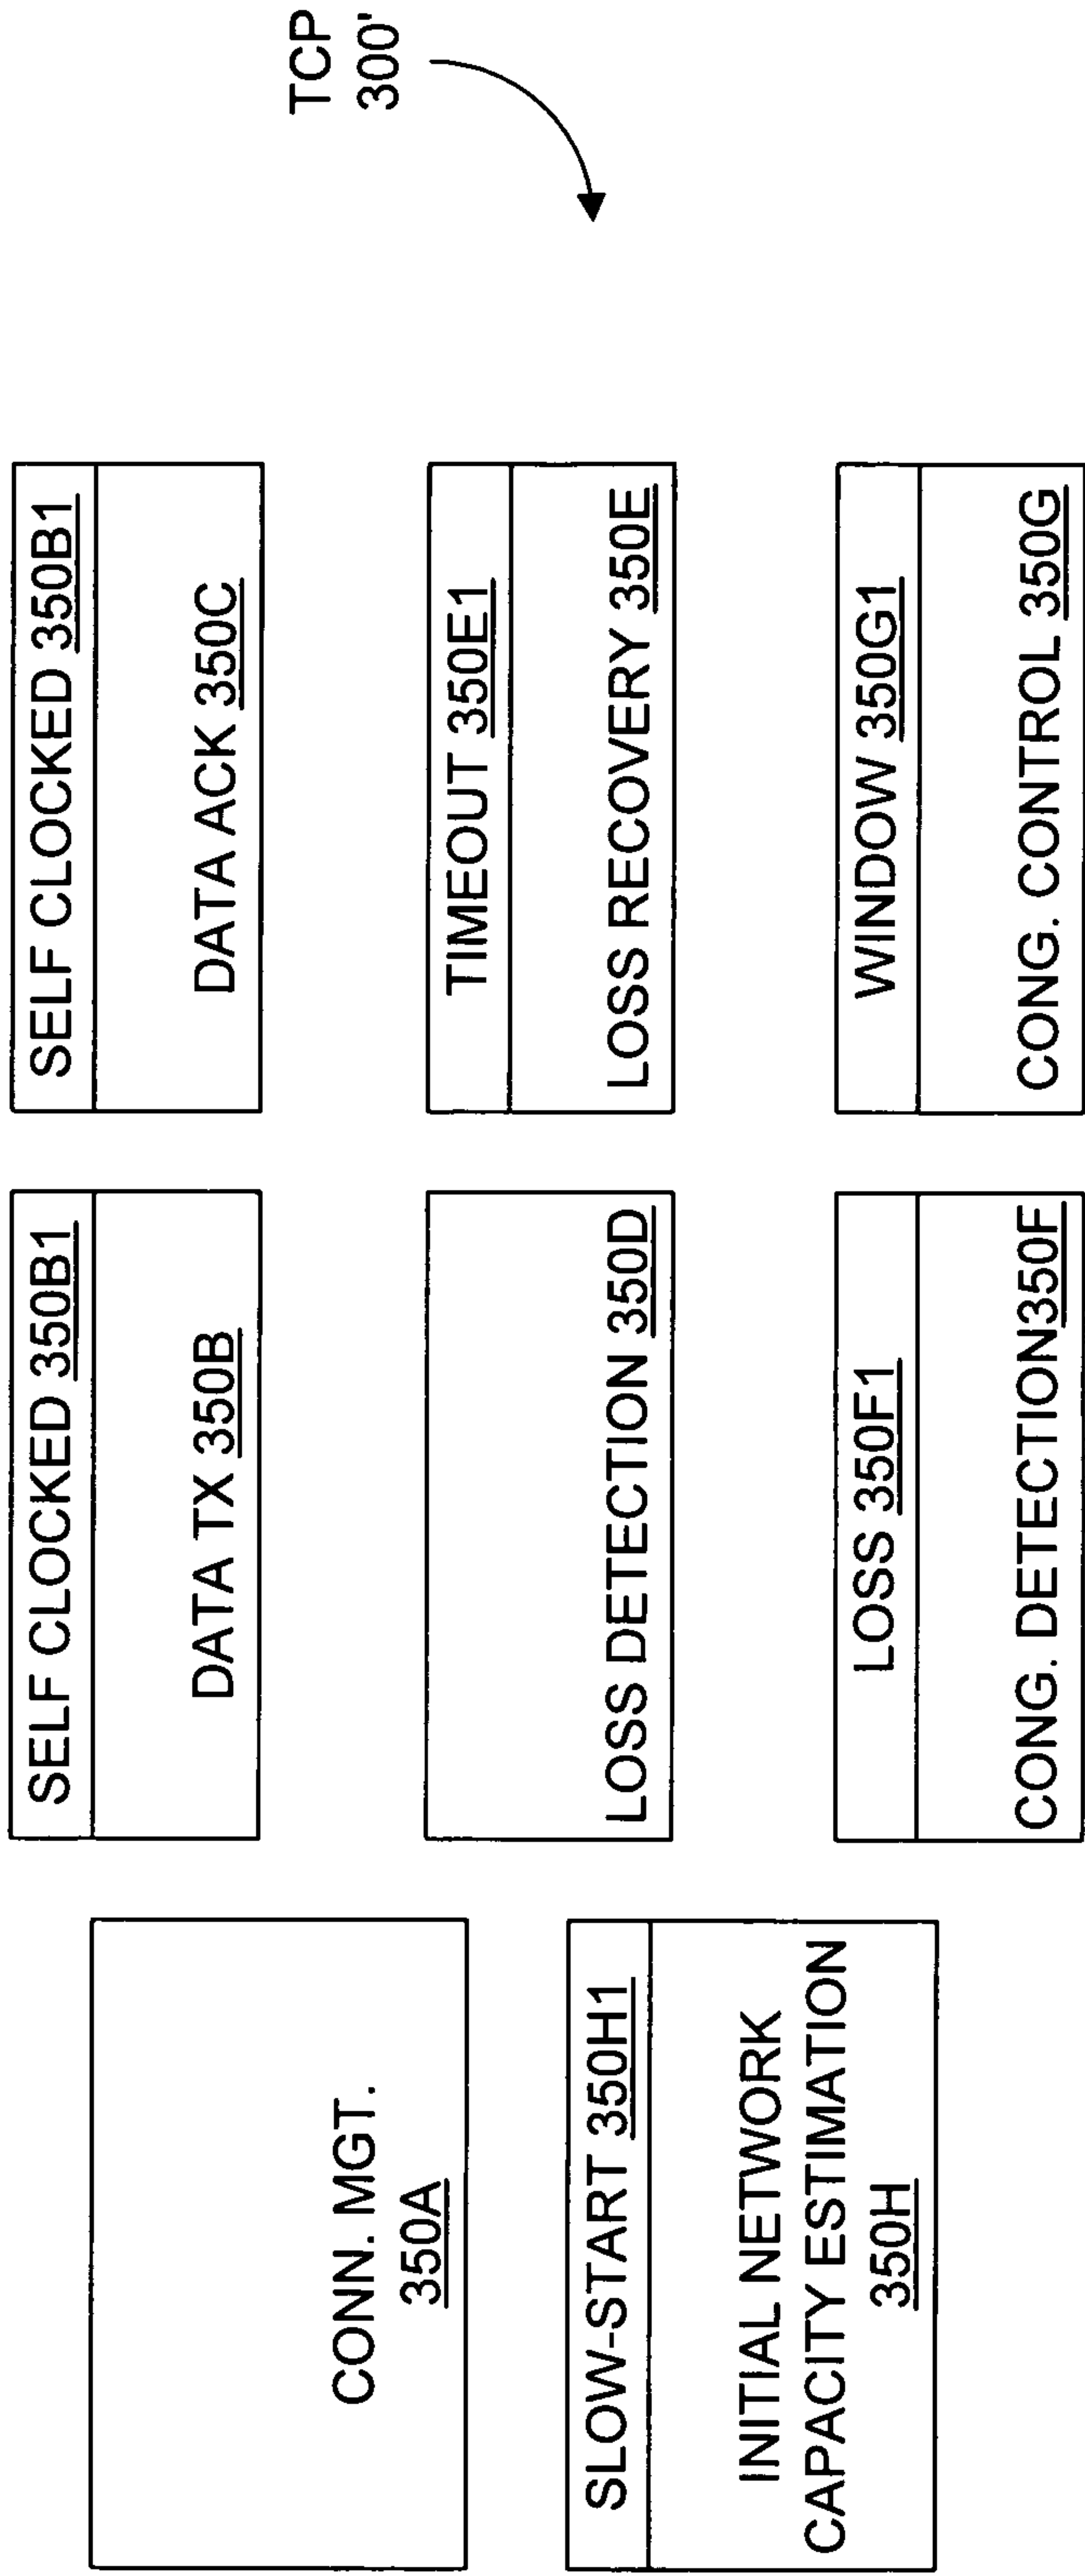 CONN. MGT.
350A
SLOW-START 350H1
INITIAL NETWORK
CAPACITY ESTIMATION
350H
SELF CLOCKED 350B1
DATA TX 350B
LOSS DETECTION 350D
LOSS 350F1
CONG. DETECTION350F
SELF CLOCKED 350B1
DATA ACK 350C
TIMEOUT 350E1
LOSS RECOVERY 350E
WINDOW 350G1
CONG. CONTROL 350G
TCP
300'